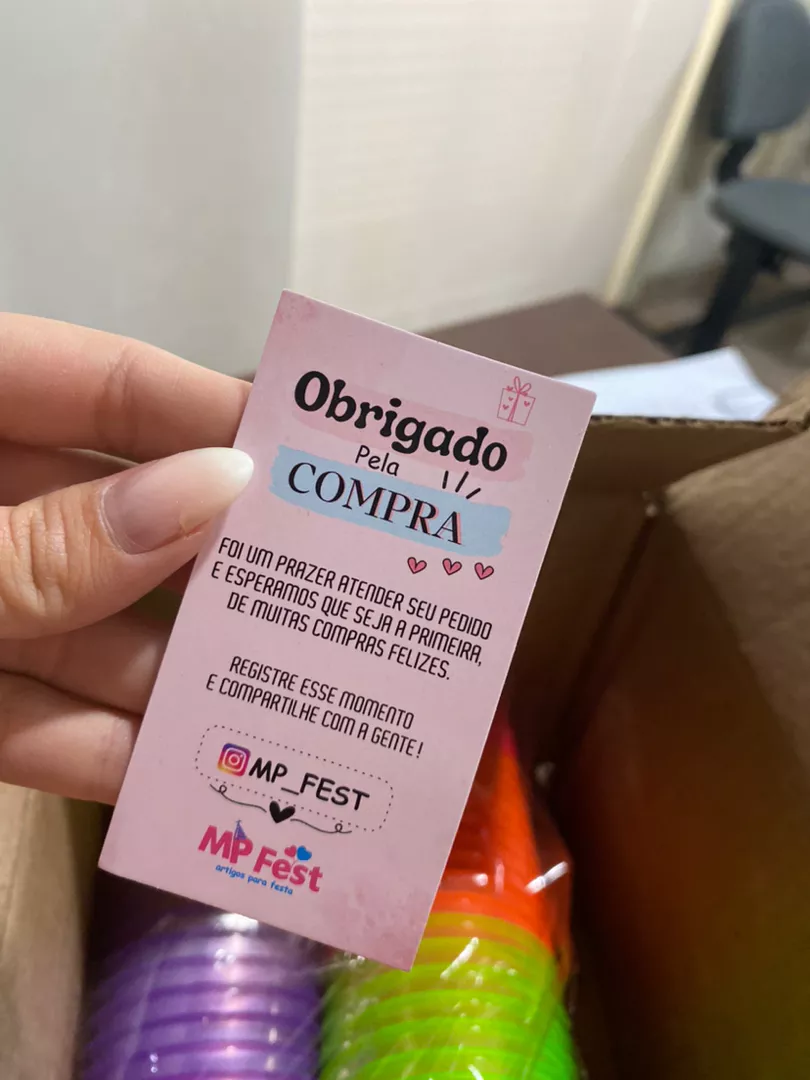 Obrigado
Pela
COMPRA
FOI UM PRAZER ATENDER SEU PEDIDO
E ESPERAMOS QUE SEJA A PRIMEIRA,
DE MUITAS COMPRAS FELIZES.
REGISTRE ESSE MOMENTO
E COMPARTILHE COM A GENTE!
MP_FEST
MP Fest
artigos para festa